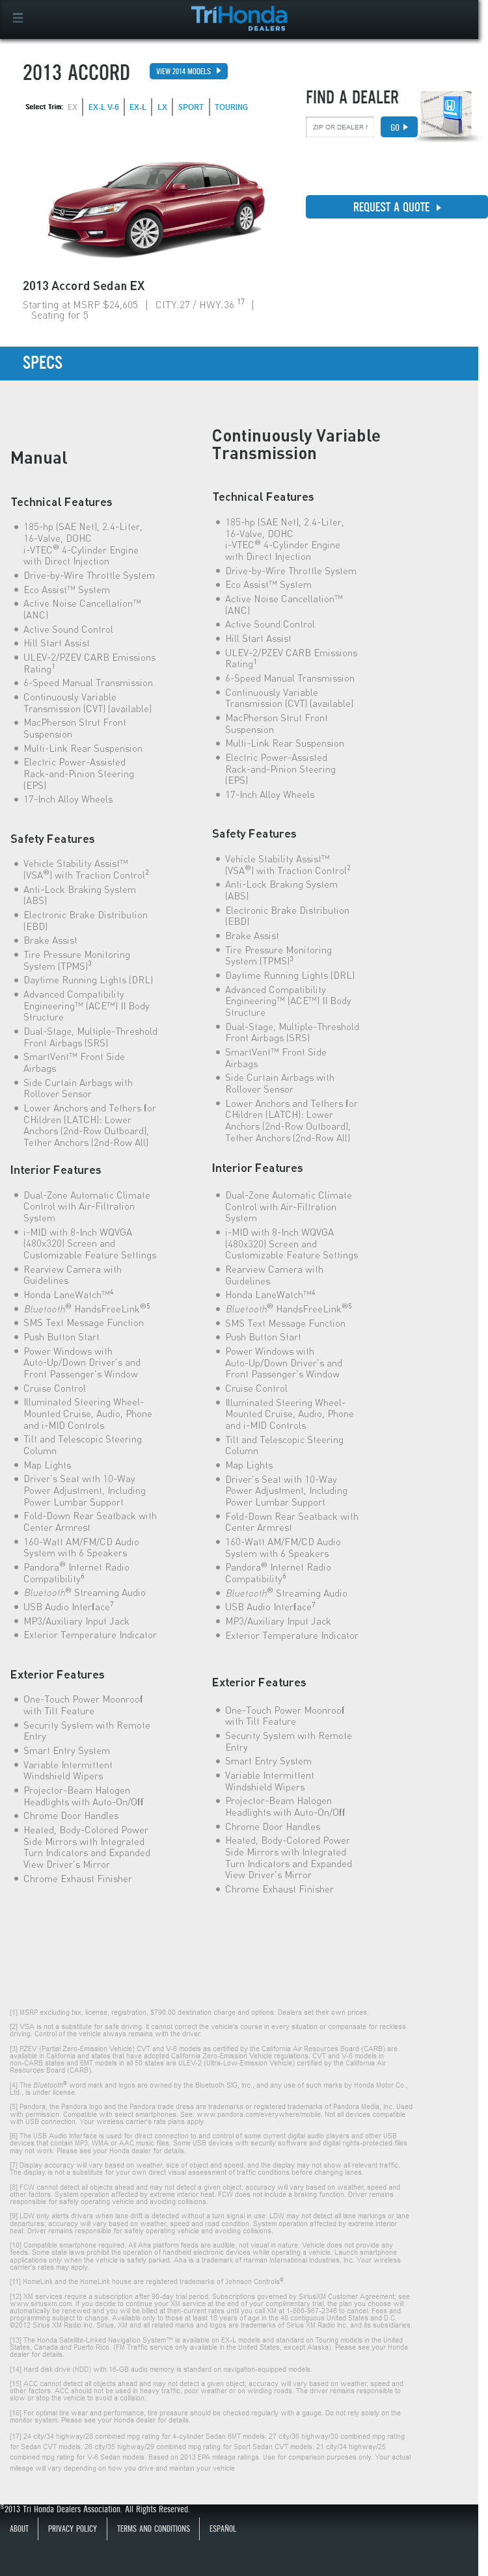 TriHonda
DEALERS
2013 ACCORD
VIEW 2014 MODELS
Select Trim: EX EX-L V-6 EX-L LX SPORT TOURING
FIND A DEALER
ZIP OR DEALER
GO
REQUEST A QUOTE
2013 Accord Sedan EX
Starting at MSRP $24,605 | CITY.27 / HWY.36 17 |
Seating for 5
SPECS
Manual
Technical Features
185-hp (SAE Net), 2.4-Liter,
16-Valve, DOHC
i-VTEC® 4-Cylinder Engine
with Direct Injection
Drive-by-Wire Throttle System
Eco Assist™ System
Active Noise Cancellation™
(ANC)
Active Sound Control
Hill Start Assist
ULEV-2/PZEV CARB Emissions
Rating1
6-Speed Manual Transmission
Continuously Variable
Transmission (CVT) (available)
MacPherson Strut Front
Suspension
Multi-Link Rear Suspension
Electric Power-Assisted
Rack-and-Pinion Steering
(EPS)
17-Inch Alloy Wheels
Safety Features
Vehicle Stability Assist™
(VSA®) with Traction Control2
Anti-Lock Braking System
(ABS)
Electronic Brake Distribution
(EBD)
Brake Assist
Tire Pressure Monitoring
System (TPMS)3
Daytime Running Lights (DRL)
Advanced Compatibility
Engineering™ (ACE™) II Body
Structure
Dual-Stage, Multiple-Threshold
Front Airbags (SRS)
SmartVent™ Front Side
Airbags
Side Curtain Airbags with
Rollover Sensor
Lower Anchors and Tethers for
CHildren (LATCH): Lower
Anchors (2nd-Row Outboard),
Tether Anchors (2nd-Row All)
Interior Features
Dual-Zone Automatic Climate
Control with Air-Filtration
System
i-MID with 8-Inch WQVGA
(480x320) Screen and
Customizable Feature Settings
Rearview Camera with
Guidelines
Honda LaneWatch™4
Bluetooth® HandsFreeLink®5
SMS Text Message Function
Push Button Start
Power Windows with
Auto-Up/Down Driver's and
Front Passenger's Window
Cruise Control
Illuminated Steering Wheel-
Mounted Cruise, Audio, Phone
and i-MID Controls
Tilt and Telescopic Steering
Column
Map Lights
Driver's Seat with 10-Way
Power Adjustment, Including
Power Lumbar Support
Fold-Down Rear Seatback with
Center Armrest
160-Watt AM/FM/CD Audio
System with 6 Speakers
Pandora® Internet Radio
Compatibility6
Bluetooth® Streaming Audio
USB Audio Interface7
MP3/Auxiliary Input Jack
Exterior Temperature Indicator
Exterior Features
One-Touch Power Moonroof
with Tilt Feature
Security System with Remote
Entry
Smart Entry System
Variable Intermittent
Windshield Wipers
Projector-Beam Halogen
Headlights with Auto-On/Off
Chrome Door Handles
Heated, Body-Colored Power
Side Mirrors with Integrated
Turn Indicators and Expanded
View Driver's Mirror
Chrome Exhaust Finisher
Continuously Variable
Transmission
Technical Features
185-hp (SAE Net), 2.4-Liter,
16-Valve, DOHC
i-VTEC® 4-Cylinder Engine
with Direct Injection
Drive-by-Wire Throttle System
Eco Assist™ System
Active Noise Cancellation™
(ANC)
Active Sound Control
Hill Start Assist
ULEV-2/PZEV CARB Emissions
Rating1
6-Speed Manual Transmission
Continuously Variable
Transmission (CVT) (available)
MacPherson Strut Front
Suspension
Multi-Link Rear Suspension
Electric Power-Assisted
Rack-and-Pinion Steering
(EPS)
17-Inch Alloy Wheels
Safety Features
Vehicle Stability Assist™
(VSA®) with Traction Control2
Anti-Lock Braking System
(ABS)
Electronic Brake Distribution
(EBD)
Brake Assist
Tire Pressure Monitoring
System (TPMS)3
Daytime Running Lights (DRL)
Advanced Compatibility
Engineering™ (ACE™) II Body
Structure
Dual-Stage, Multiple-Threshold
Front Airbags (SRS)
SmartVent™ Front Side
Airbags
Side Curtain Airbags with
Rollover Sensor
Lower Anchors and Tethers for
CHildren (LATCH): Lower
Anchors (2nd-Row Outboard),
Tether Anchors (2nd-Row All)
Interior Features
Dual-Zone Automatic Climate
Control with Air-Filtration
System
i-MID with 8-Inch WQVGA
(480x320) Screen and
Customizable Feature Settings
Rearview Camera with
Guidelines
Honda LaneWatch™4
Bluetooth® HandsFreeLink®5
SMS Text Message Function
Push Button Start
Power Windows with
Auto-Up/Down Driver's and
Front Passenger's Window
Cruise Control
Illuminated Steering Wheel-
Mounted Cruise, Audio, Phone
and i-MID Controls
Tilt and Telescopic Steering
Column
Map Lights
Driver's Seat with 10-Way
Power Adjustment, Including
Power Lumbar Support
Fold-Down Rear Seatback with
Center Armrest
160-Watt AM/FM/CD Audio
System with 6 Speakers
Pandora® Internet Radio
Compatibility6
Bluetooth® Streaming Audio
USB Audio Interface7
MP3/Auxiliary Input Jack
Exterior Temperature Indicator
Exterior Features
One-Touch Power Moonroof
with Tilt Feature
Security System with Remote
Entry
Smart Entry System
Variable Intermittent
Windshield Wipers
Projector-Beam Halogen
Headlights with Auto-On/Off
Chrome Door Handles
Heated, Body-Colored Power
Side Mirrors with Integrated
Turn Indicators and Expanded
View Driver's Mirror
Chrome Exhaust Finisher
[1] MSRP excluding tax, license, registration, $790.00 destination charge and options. Dealers set their own prices.
[2] VSA is not a substitute for safe driving. It cannot correct the vehicle's course in every situation or compensate for reckless
driving. Control of the vehicle always remains with the driver.
[3] PZEV (Partial Zero-Emission Vehicle) CVT and V-6 models as certified by the California Air Resources Board (CARB) are
available in California and states that have adopted California Zero-Emission Vehicle regulations. CVT and V-6 models in
non-CARB states and 6MT models in all 50 states are ULEV-2 (Ultra-Low-Emission Vehicle) certified by the California Air
Resources Board (CARB).
[4] The Bluetooth® word mark and logos are owned by the Bluetooth SIG, Inc., and any use of such marks by Honda Motor Co.,
Ltd., is under license.
[5] Pandora, the Pandora logo and the Pandora trade dress are trademarks or registered trademarks of Pandora Media, Inc. Used
with permission. Compatible with select smartphones. See: www.pandora.com/everywhere/mobile. Not all devices compatible
with USB connection. Your wireless carrier's rate plans apply.
[6] The USB Audio Interface is used for direct connection to and control of some current digital audio players and other USB
devices that contain MP3, WMA or AAC music files. Some USB devices with security software and digital rights-protected files
may not work. Please see your Honda dealer for details.
[7] Display accuracy will vary based on weather, size of object and speed, and the display may not show all relevant traffic.
The display is not a substitute for your own direct visual assessment of traffic conditions before changing lanes.
[8] FCW cannot detect all objects ahead and may not detect a given object; accuracy will vary based on weather, speed and
other factors. System operation affected by extreme interior heat. FCW does not include a braking function. Driver remains
responsible for safely operating vehicle and avoiding collisions.
[9] LDW only alerts drivers when lane drift is detected without a turn signal in use. LDW may not detect all lane markings or lane
departures; accuracy will vary based on weather, speed and road condition. System operation affected by extreme interior
heat. Driver remains responsible for safely operating vehicle and avoiding collisions.
[10] Compatible smartphone required. All Aha platform feeds are audible, not visual in nature. Vehicle does not provide any
feeds. Some state laws prohibit the operation of handheld electronic devices while operating a vehicle. Launch smartphone
applications only when the vehicle is safely parked. Aha is a trademark of Harman International Industries, Inc. Your wireless
carrier's rates may apply.
[11] HomeLink and the HomeLink house are registered trademarks of Johnson Controls®.
[12] XM services require a subscription after 90-day trial period. Subscriptions governed by SiriusXM Customer Agreement; see
www.siriusxm.com. If you decide to continue your XM service at the end of your complimentary trial, the plan you choose will
automatically be renewed and you will be billed at then-current rates until you call XM at 1-800-967-2346 to cancel. Fees and
programming subject to change. Available only to those at least 18 years of age in the 48 contiguous United States and D.C.
©2012 Sirius XM Radio Inc. Sirius, XM and all related marks and logos are trademarks of Sirius XM Radio Inc. and its subsidiaries.
[13] The Honda Satellite-Linked Navigation System™ is available on EX-L models and standard on Touring models in the United
States, Canada and Puerto Rico. (FM Traffic service only available in the United States, except Alaska). Please see your Honda
dealer for details.
[14] Hard disk drive (HDD) with 16-GB audio memory is standard on navigation-equipped models.
[15] ACC cannot detect all objects ahead and may not detect a given object; accuracy will vary based on weather, speed and
other factors. ACC should not be used in heavy traffic, poor weather or on winding roads. The driver remains responsible to
slow or stop the vehicle to avoid a collision.
[16] For optimal tire wear and performance, tire pressure should be checked regularly with a gauge. Do not rely solely on the
monitor system. Please see your Honda dealer for details.
[17] 24 city/34 highway/28 combined mpg rating for 4-cylinder Sedan 6MT models. 27 city/36 highway/30 combined mpg rating
for Sedan CVT models. 26 city/35 highway/29 combined mpg rating for Sport Sedan CVT models. 21 city/34 highway/25
combined mpg rating for V-6 Sedan models. Based on 2013 EPA mileage ratings. Use for comparison purposes only. Your actual
mileage will vary depending on how you drive and maintain your vehicle.
©2013 Tri Honda Dealers Association. All Rights Reserved.
ABOUT PRIVACY POLICY TERMS AND CONDITIONS ESPAÑOL